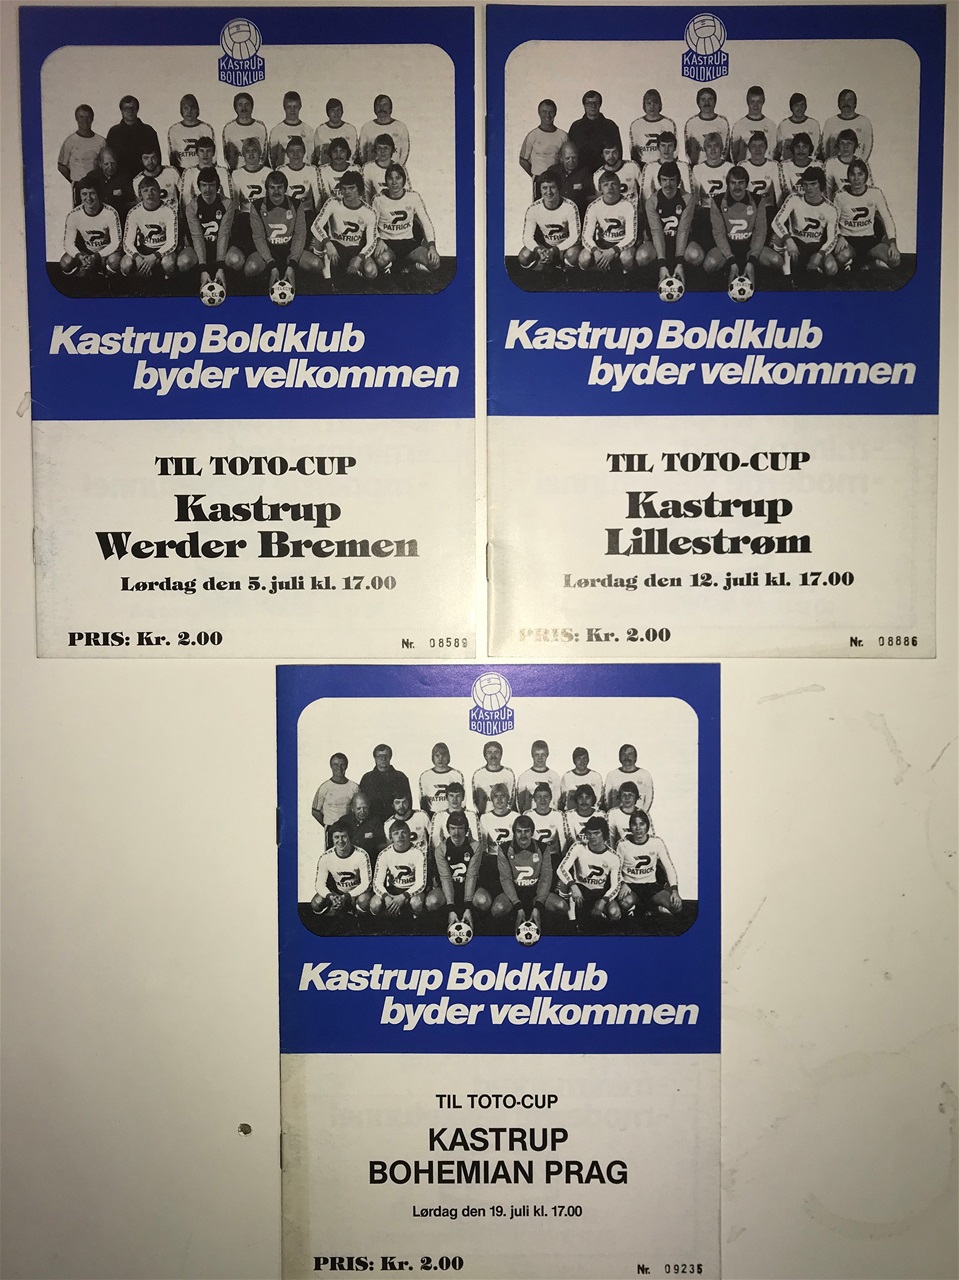 KASTRUP
BOLDKLUB
PATRICK
Kastrup Boldklub
byder velkommen
TIL TOTO-CUP
Kastrup
Werder Bremen
Lørdag den 5. juli kl. 17.00
PRIS: Kr. 2.00
Nr. 08589
KASTRUP
BOLDKLUB
PATRICK
Kastrup Boldklub
byder velkommen
TIL TOTO-CUP
Kastrup
Lillestrøm
Lørdag den 12. juli kl. 17.00
PRIS: Kr. 2.00
Nr. 08886
KASTRUP
BOLDKLUB
PATRICK
Kastrup Boldklub
byder velkommen
TIL TOTO-CUP
KASTRUP
BOHEMIAN PRAG
Lørdag den 19. juli kl. 17.00
PRIS: Kr. 2.00
Nr. 09235